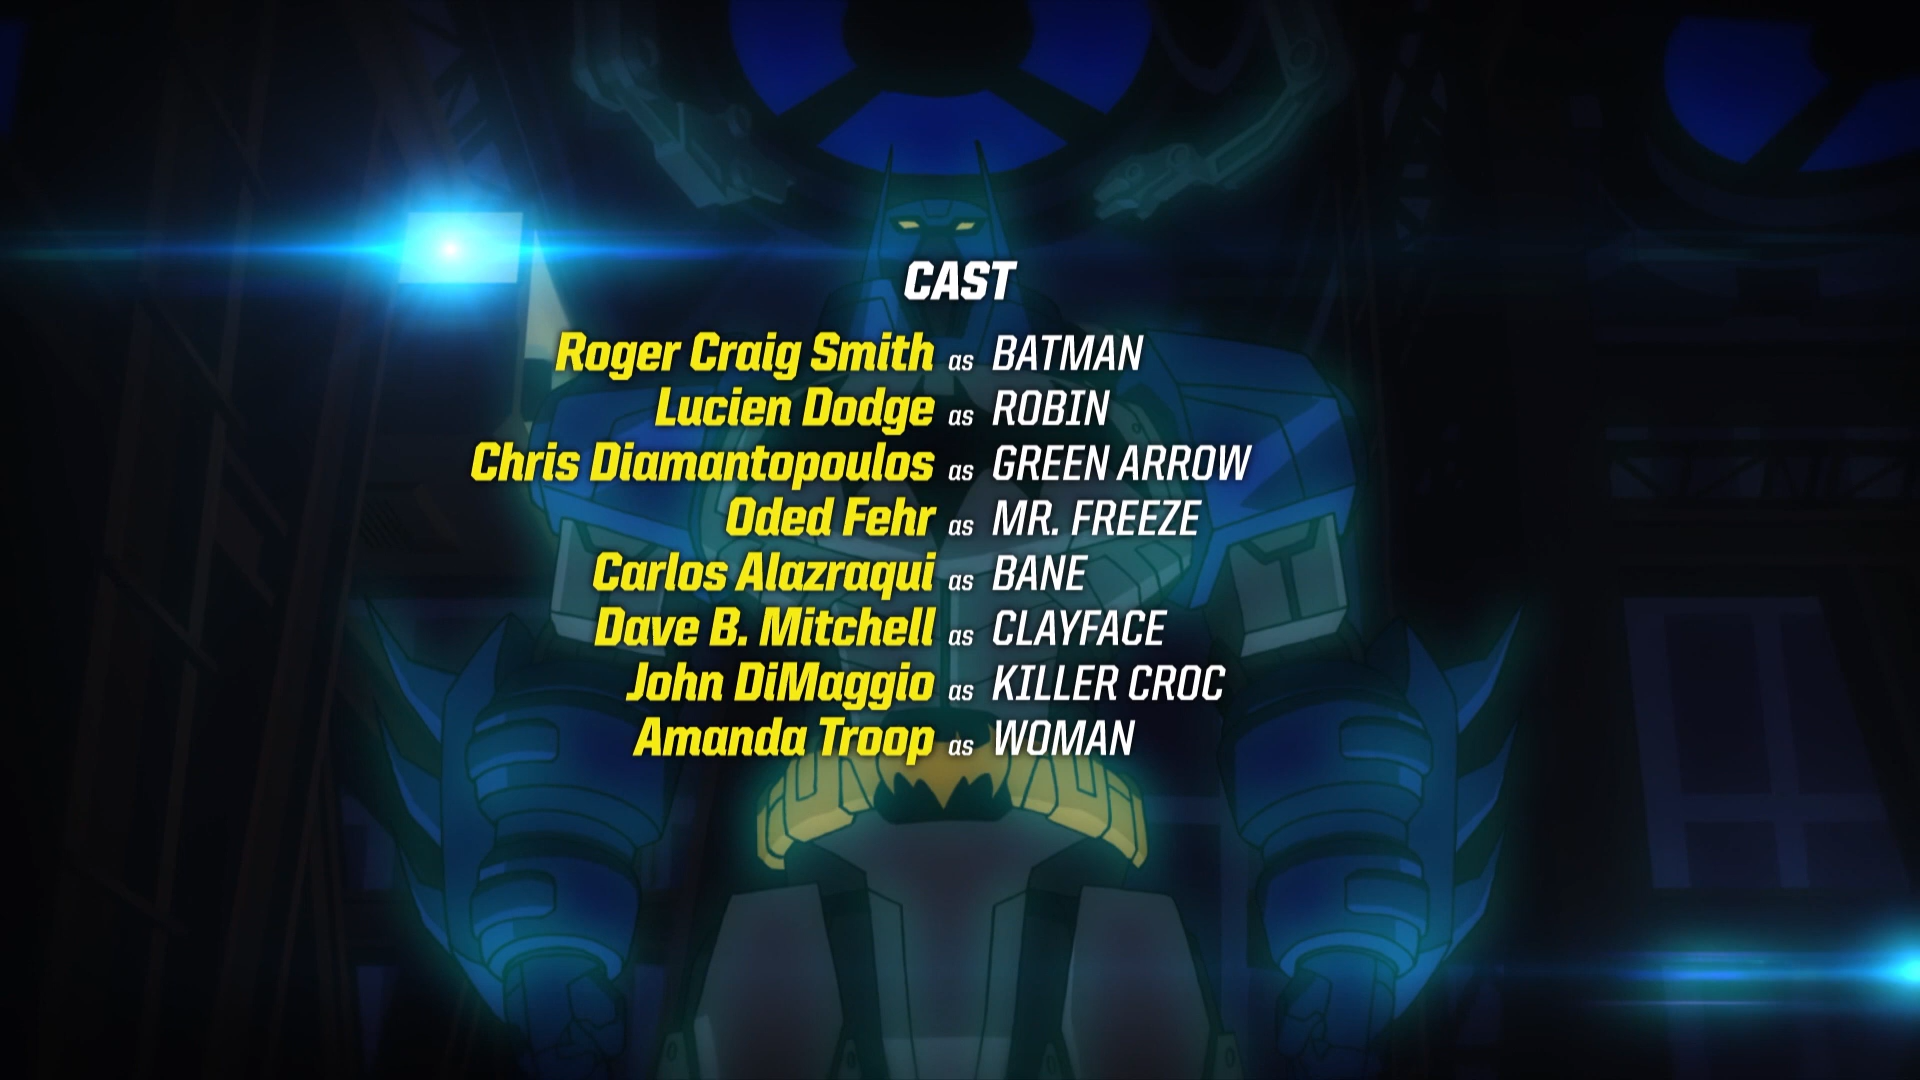 CAST
Roger Craig Smith as BATMAN
Lucien Dodge as ROBIN
Chris Diamantopoulos as GREEN ARROW
Oded Fehr as MR. FREEZE
Carlos Alazraqui as BANE
Dave B. Mitchell as CLAYFACE
John DiMaggio as KILLER CROC
Amanda Troop as WOMAN